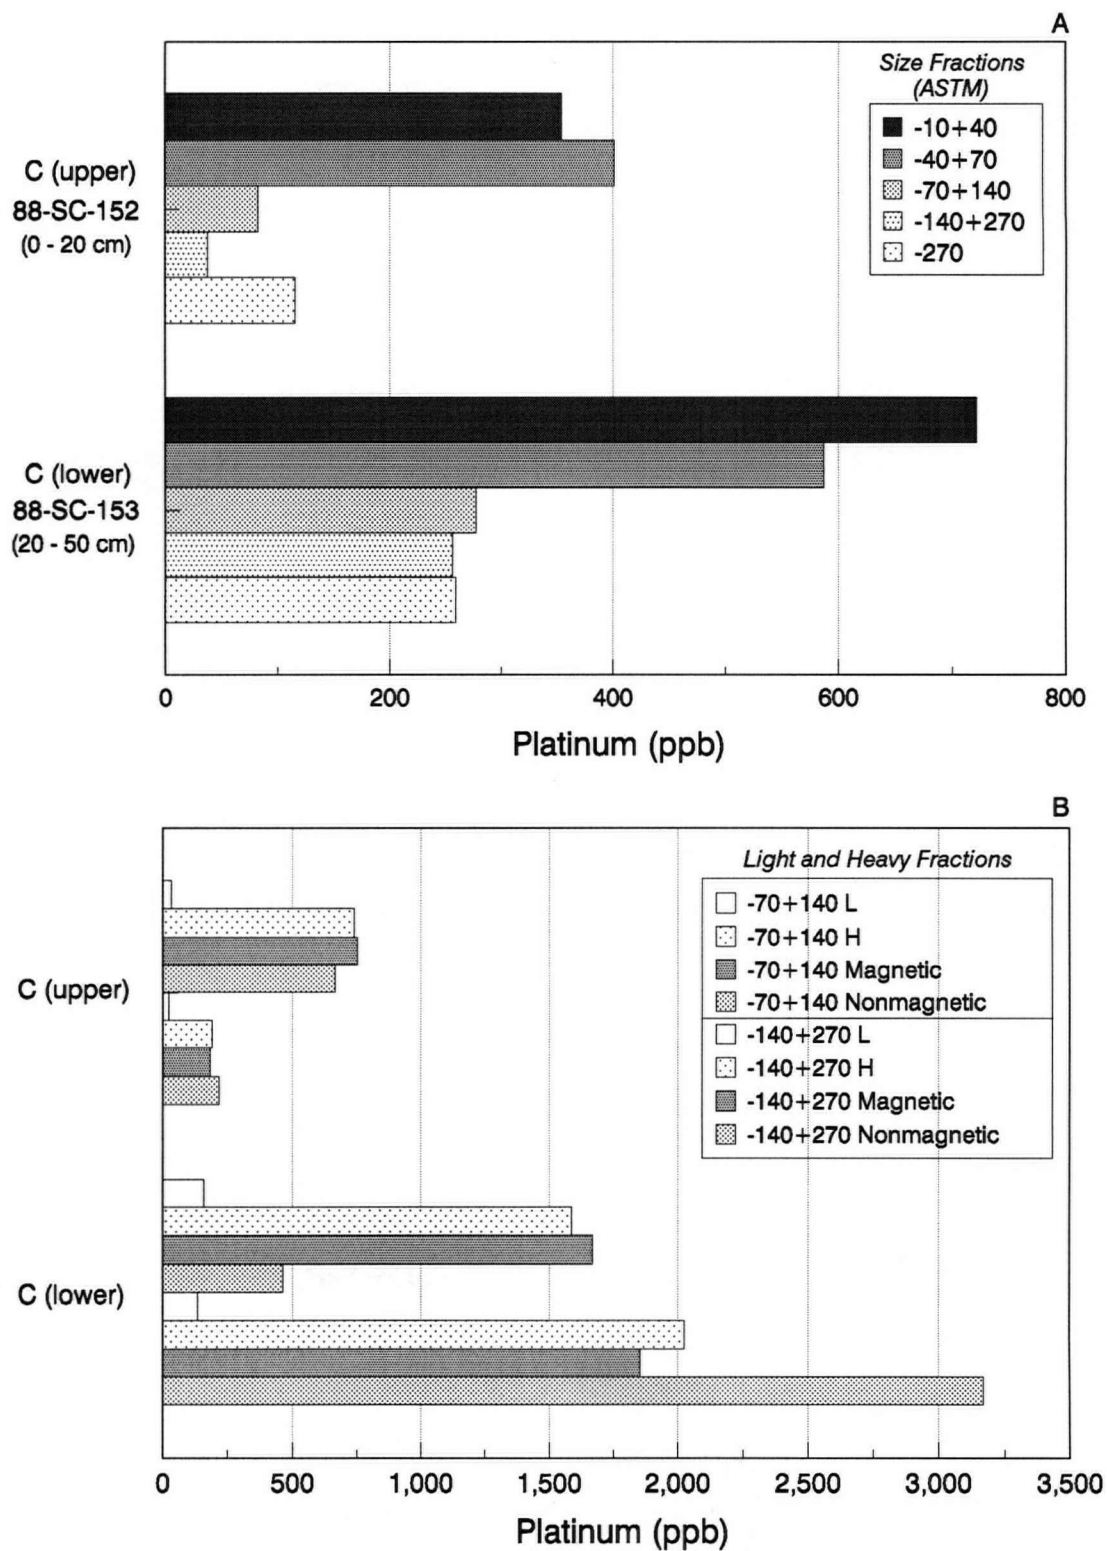 A
Size Fractions
(ASTM)
-10+40
-40+70
-70+140
-140+270
-270
C (upper)
88-SC-152
(0 - 20 cm)
C (lower)
88-SC-153
(20 - 50 cm)
0 200 400 600 800
Platinum (ppb)
B
Light and Heavy Fractions
-70+140 L
-70+140 H
-70+140 Magnetic
-70+140 Nonmagnetic
-140+270 L
-140+270 H
-140+270 Magnetic
-140+270 Nonmagnetic
C (upper)
C (lower)
0 500 1,000 1,500 2,000 2,500 3,000 3,500
Platinum (ppb)